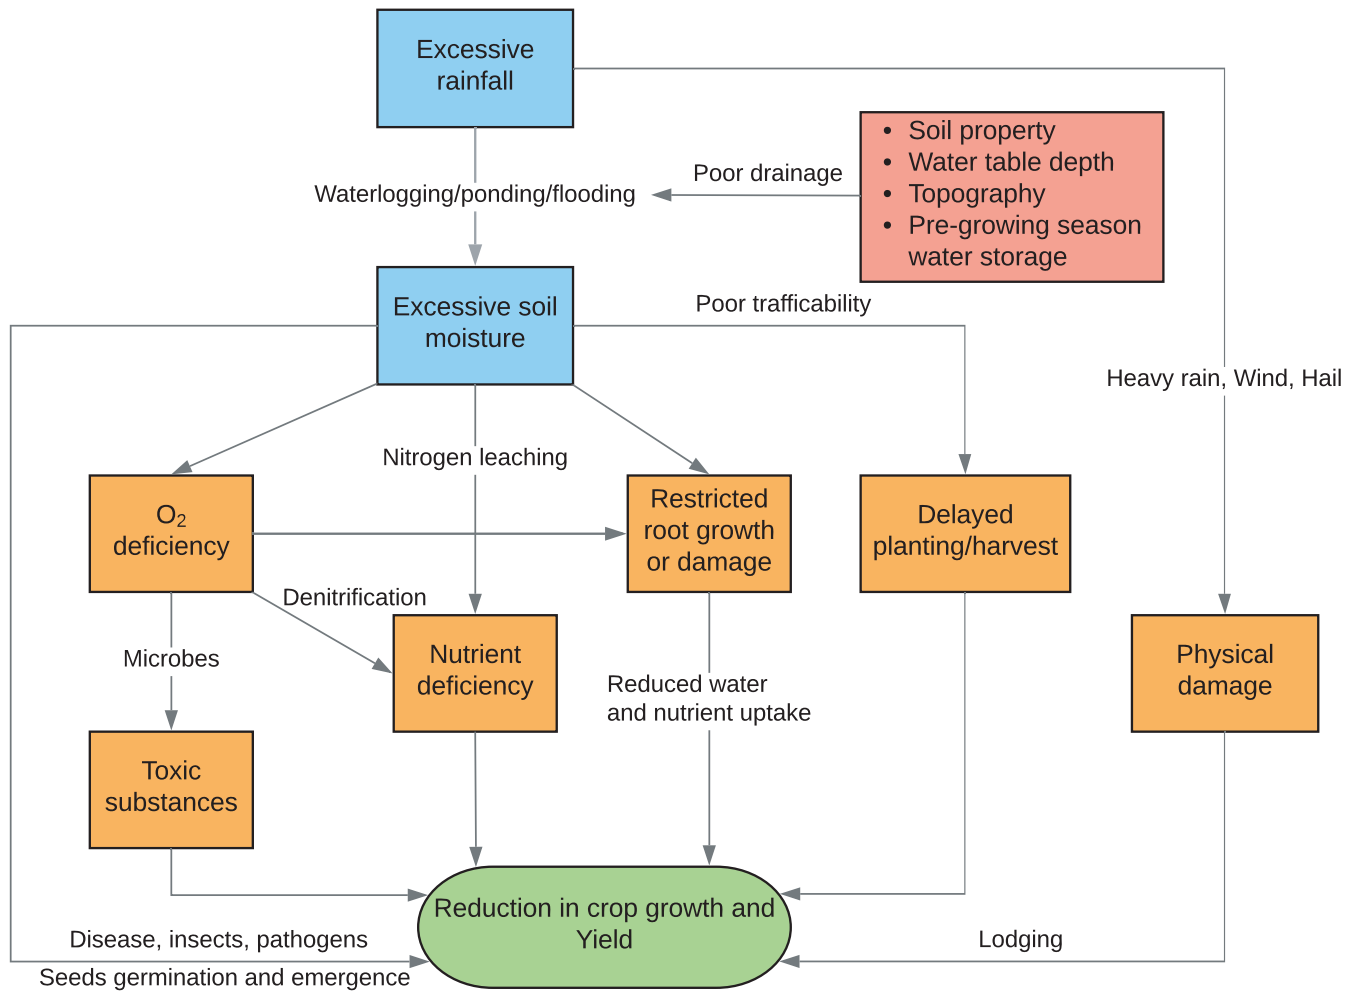 Excessive
rainfall
• Soil property
• Water table depth
• Topography
• Pre-growing season
water storage
Poor drainage
Waterlogging/ponding/flooding
Excessive soil
moisture
Poor trafficability
Heavy rain, Wind, Hail
Nitrogen leaching
O₂
deficiency
Restricted
root growth
or damage
Delayed
planting/harvest
Denitrification
Microbes
Nutrient
deficiency
Reduced water
and nutrient uptake
Physical
damage
Toxic
substances
Reduction in crop growth and
Yield
Disease, insects, pathogens
Seeds germination and emergence
Lodging